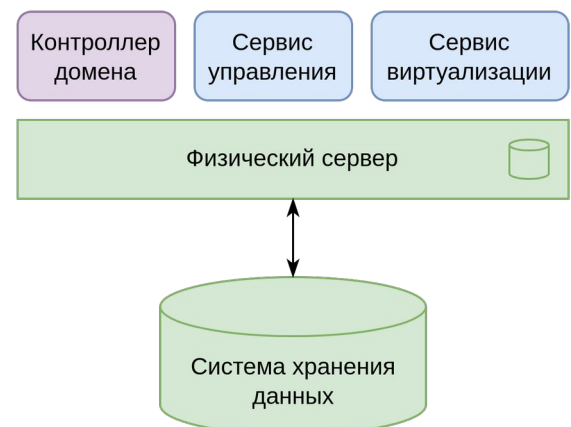 Контроллер
домена
Сервис
управления
Сервис
виртуализации
Физический сервер
Система хранения
данных